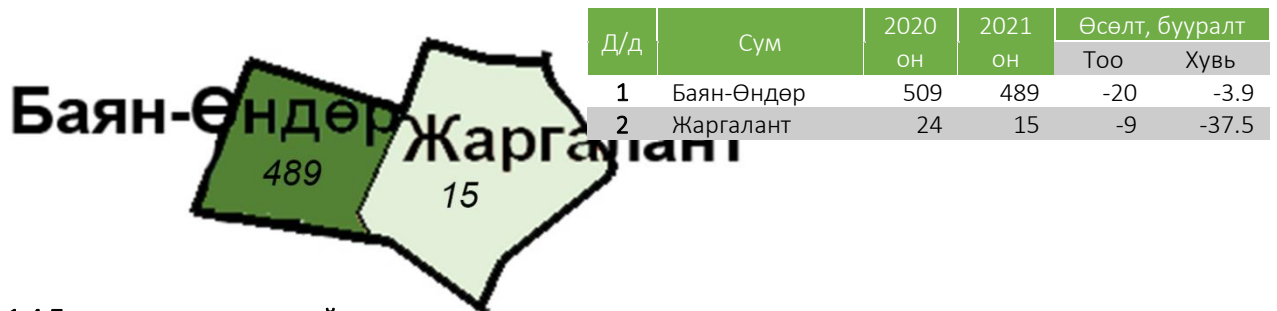 Баян-Өндөр
489
Жаргалант
15
Д/д Сум 2020 он 2021 он Өсөлт, бууралт
Тоо Хувь
1 Баян-Өндөр 509 489 -20 -3.9
2 Жаргалант 24 15 -9 -37.5